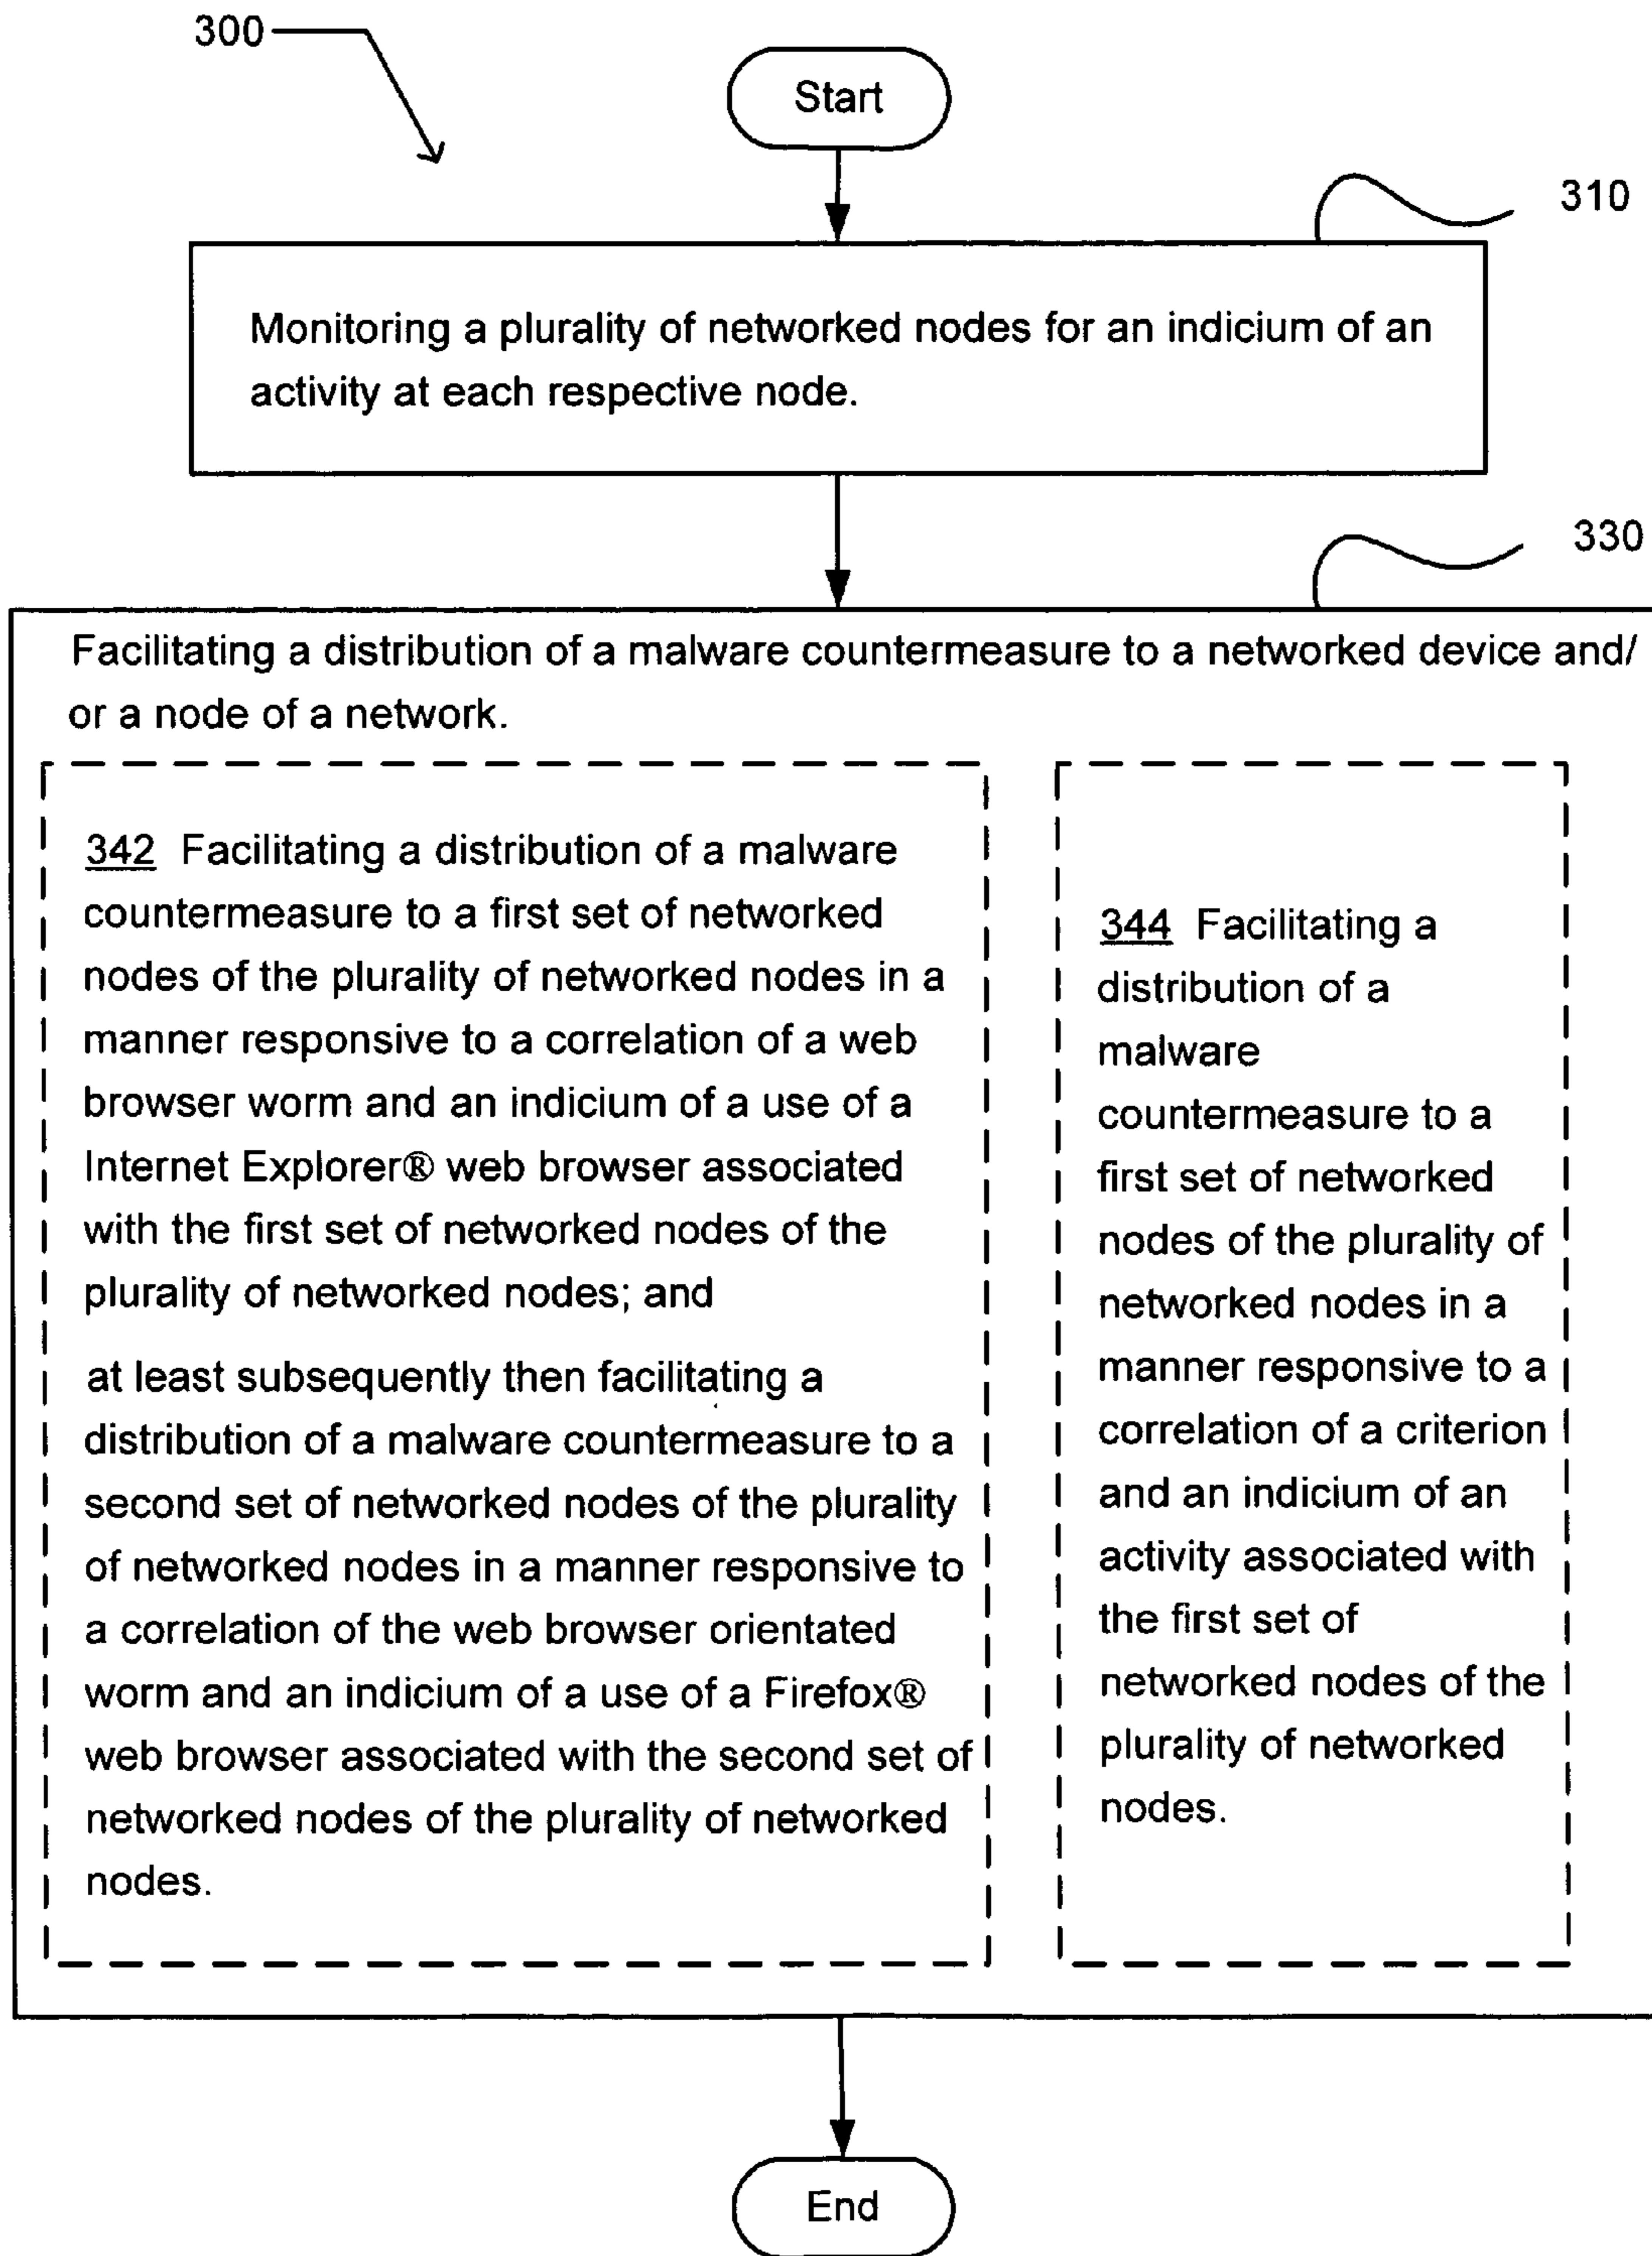 300
Start
310
Monitoring a plurality of networked nodes for an indicium of an
activity at each respective node.
330
Facilitating a distribution of a malware countermeasure to a networked device and/
or a node of a network.
342 Facilitating a distribution of a malware
countermeasure to a first set of networked
nodes of the plurality of networked nodes in a
manner responsive to a correlation of a web
browser worm and an indicium of a use of a
Internet Explorer® web browser associated
with the first set of networked nodes of the
plurality of networked nodes; and
at least subsequently then facilitating a
distribution of a malware countermeasure to a
second set of networked nodes of the plurality
of networked nodes in a manner responsive to
a correlation of the web browser orientated
worm and an indicium of a use of a Firefox®
web browser associated with the second set of
networked nodes of the plurality of networked
nodes.
344 Facilitating a
distribution of a
malware
countermeasure to a
first set of networked
nodes of the plurality of
networked nodes in a
manner responsive to a
correlation of a criterion
and an indicium of an
activity associated with
the first set of
networked nodes of the
plurality of networked
nodes.
End